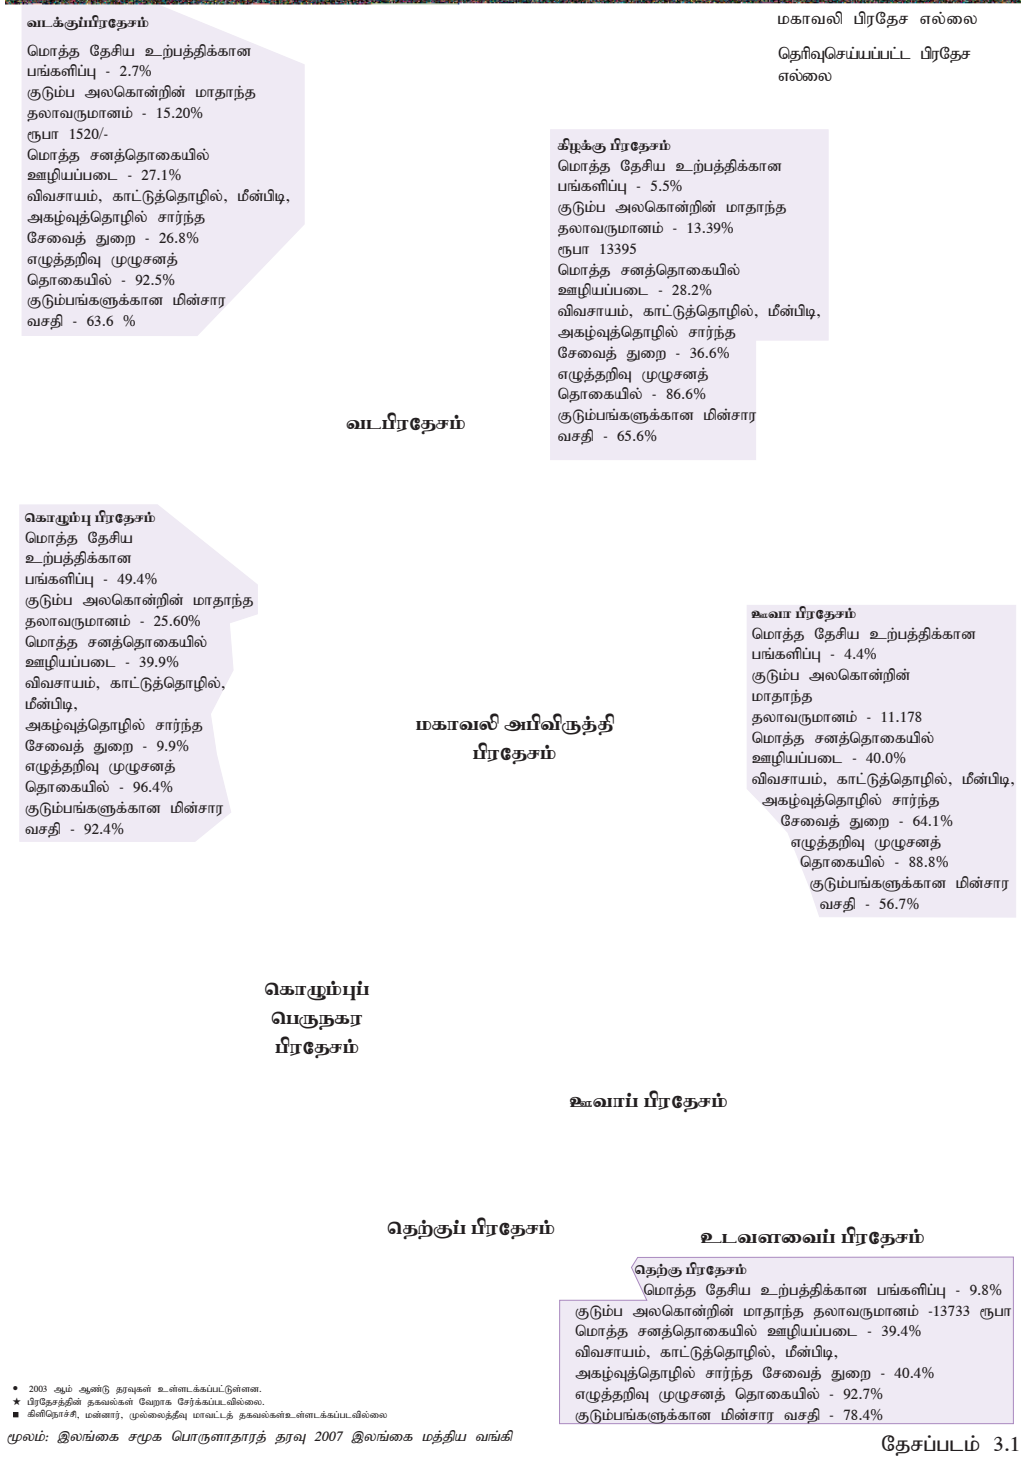 வடக்குப்பிரதேசம்
மொத்த தேசிய உற்பத்திக்கான
பங்களிப்பு - 2.7%
குடும்ப அலகொன்றின் மாதாந்த
தலாவருமானம் - 15.20%
ரூபா 1520/-
மொத்த சனத்தொகையில்
ஊழியப்படை - 27.1%
விவசாயம், காட்டுத்தொழில், மீன்பிடி,
அகழ்வுத்தொழில் சார்ந்த
சேவைத் துறை - 26.8%
எழுத்தறிவு முழுசனத்
தொகையில் - 92.5%
குடும்பங்களுக்கான மின்சார
வசதி - 63.6 %
மகாவலி பிரதேச எல்லை
தெரிவுசெய்யப்பட்ட பிரதேச
எல்லை
கிழக்கு பிரதேசம்
மொத்த தேசிய உற்பத்திக்கான
பங்களிப்பு - 5.5%
குடும்ப அலகொன்றின் மாதாந்த
தலாவருமானம் - 13.39%
ரூபா 13395
மொத்த சனத்தொகையில்
ஊழியப்படை - 28.2%
விவசாயம், காட்டுத்தொழில், மீன்பிடி,
அகழ்வுத்தொழில் சார்ந்த
சேவைத் துறை - 36.6%
எழுத்தறிவு முழுசனத்
தொகையில் - 86.6%
குடும்பங்களுக்கான மின்சார
வசதி - 65.6%
வடபிரதேசம்
கொழும்பு பிரதேசம்
மொத்த தேசிய
உற்பத்திக்கான
பங்களிப்பு - 49.4%
குடும்ப அலகொன்றின் மாதாந்த
தலாவருமானம் - 25.60%
மொத்த சனத்தொகையில்
ஊழியப்படை - 39.9%
விவசாயம், காட்டுத்தொழில்,
மீன்பிடி,
அகழ்வுத்தொழில் சார்ந்த
சேவைத் துறை - 9.9%
எழுத்தறிவு முழுசனத்
தொகையில் - 96.4%
குடும்பங்களுக்கான மின்சார
வசதி - 92.4%
மகாவலி அபிவிருத்தி
பிரதேசம்
ஊவா பிரதேசம்
மொத்த தேசிய உற்பத்திக்கான
பங்களிப்பு - 4.4%
குடும்ப அலகொன்றின்
மாதாந்த
தலாவருமானம் - 11.178
மொத்த சனத்தொகையில்
ஊழியப்படை - 40.0%
விவசாயம், காட்டுத்தொழில், மீன்பிடி,
அகழ்வுத்தொழில் சார்ந்த
சேவைத் துறை - 64.1%
எழுத்தறிவு முழுசனத்
தொகையில் - 88.8%
குடும்பங்களுக்கான மின்சார
வசதி - 56.7%
கொழும்புப்
பெருநகர
பிரதேசம்
ஊவாப் பிரதேசம்
தெற்குப் பிரதேசம்
உடவளவைப் பிரதேசம்
தெற்கு பிரதேசம்
மொத்த தேசிய உற்பத்திக்கான பங்களிப்பு - 9.8%
குடும்ப அலகொன்றின் மாதாந்த தலாவருமானம் -13733 ரூபா
மொத்த சனத்தொகையில் ஊழியப்படை - 39.4%
விவசாயம், காட்டுத்தொழில், மீன்பிடி,
அகழ்வுத்தொழில் சார்ந்த சேவைத் துறை - 40.4%
எழுத்தறிவு முழுசனத் தொகையில் - 92.7%
குடும்பங்களுக்கான மின்சார வசதி - 78.4%
● 2003 ஆம் ஆண்டு தரவுகள் உள்ளடக்கப்பட்டுள்ளன.
★ பிரதேசத்தின் தகவல்கள் வேறாக சேர்க்கப்படவில்லை.
■ கிளிநொச்சி, மன்னார், முல்லைத்தீவு மாவட்டத் தகவல்கள்உள்ளடக்கப்படவில்லை
மூலம்: இலங்கை சமூக பொருளாதாரத் தரவு 2007 இலங்கை மத்திய வங்கி
தேசப்படம் 3.1